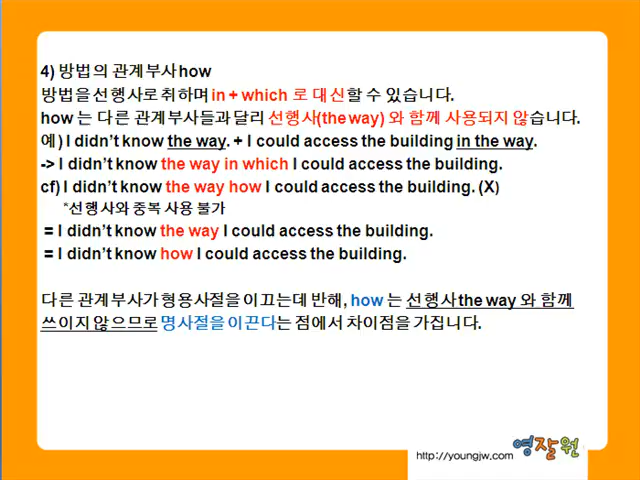 4) 방법의 관계부사how
방법을 선행사로 취하며 in + which 로 대신할 수 있습니다.
how 는 다른 관계부사들과 달리 선행사(the way) 와 함께 사용되지 않습니다.
예) I didn’t know the way. + I could access the building in the way.
-> I didn’t know the way in which I could access the building.
cf) I didn’t know the way how I could access the building. (X)
*선행사와 중복 사용 불가
= I didn’t know the way I could access the building.
= I didn’t know how I could access the building.
다른 관계부사가 형용사절을 이끄는데 반해, how 는 선행사the way 와 함께
쓰이지 않으므로 명사절을 이끈다는 점에서 차이점을 가집니다.
http://youngjw.com 영잘원